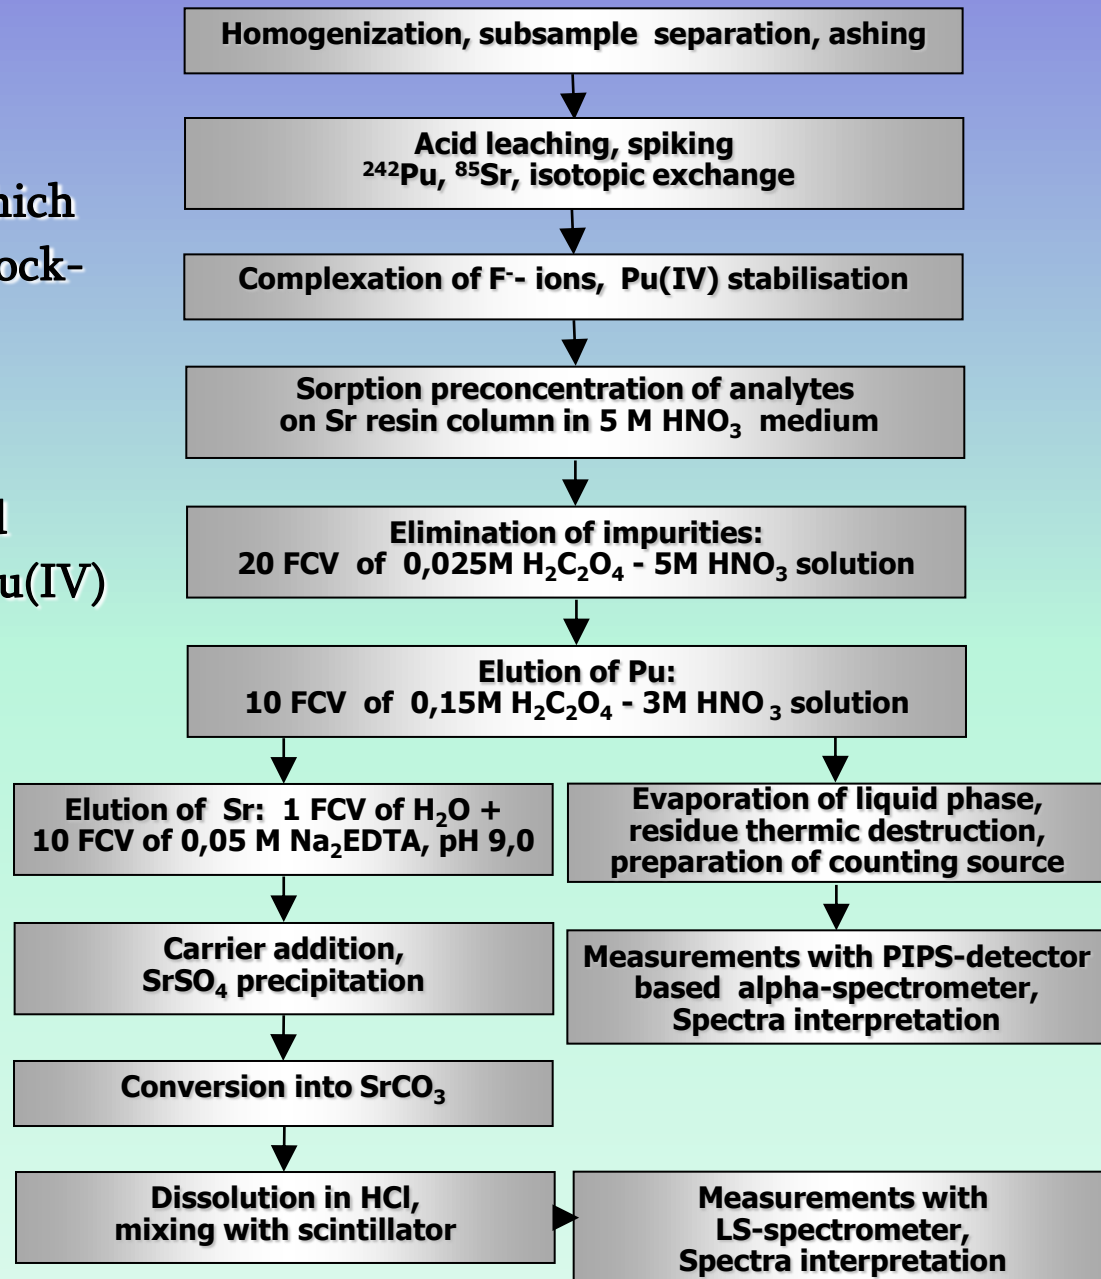 Homogenization, subsample separation, ashing
Acid leaching, spiking
²⁴²Pu, ⁸⁵Sr, isotopic exchange
Complexation of F⁻- ions, Pu(IV) stabilisation
Sorption preconcentration of analytes
on Sr resin column in 5 M HNO₃ medium
Elimination of impurities:
20 FCV of 0,025M H₂C₂O₄ - 5M HNO₃ solution
u(IV)
Elution of Pu:
10 FCV of 0,15M H₂C₂O₄ - 3M HNO₃ solution
Elution of Sr: 1 FCV of H₂O +
10 FCV of 0,05 M Na₂EDTA, pH 9,0
Evaporation of liquid phase,
residue thermic destruction,
preparation of counting source
Carrier addition,
SrSO₄ precipitation
Measurements with PIPS-detector
based alpha-spectrometer,
Spectra interpretation
Conversion into SrCO₃
Dissolution in HCl,
mixing with scintillator
Measurements with
LS-spectrometer,
Spectra interpretation